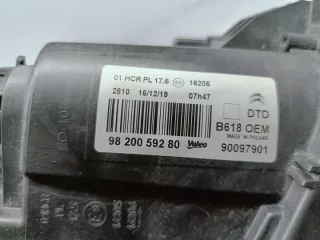 01 HCR PL 17.6 16206
2810 16/12/19 07h47
DTD
B618 OEM
MADE IN POLAND
98 200 592 80 Valeo
90097901